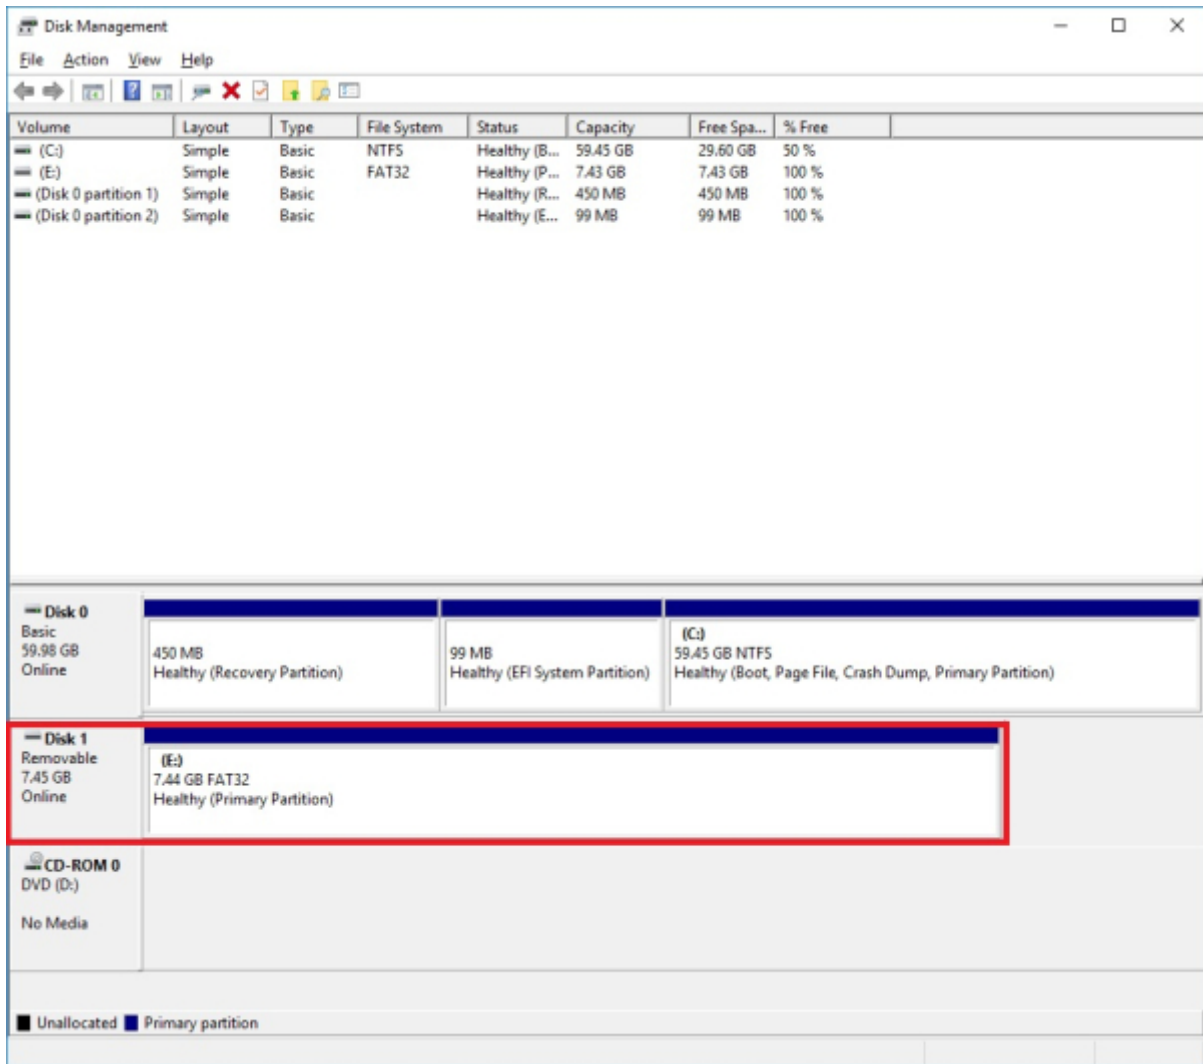 Disk Management
File Action View Help
Volume Layout Type File System Status Capacity Free Spa... % Free
(C:) Simple Basic NTFS Healthy (B... 59.45 GB 29.60 GB 50 %
(E:) Simple Basic FAT32 Healthy (P... 7.43 GB 7.43 GB 100 %
(Disk 0 partition 1) Simple Basic Healthy (R... 450 MB 450 MB 100 %
(Disk 0 partition 2) Simple Basic Healthy (E... 99 MB 99 MB 100 %
Disk 0
Basic
59.98 GB
Online
450 MB
Healthy (Recovery Partition)
99 MB
Healthy (EFI System Partition)
(C:)
59.45 GB NTFS
Healthy (Boot, Page File, Crash Dump, Primary Partition)
Disk 1
Removable
7.45 GB
Online
(E:)
7.44 GB FAT32
Healthy (Primary Partition)
CD-ROM 0
DVD (D:)
No Media
Unallocated Primary partition